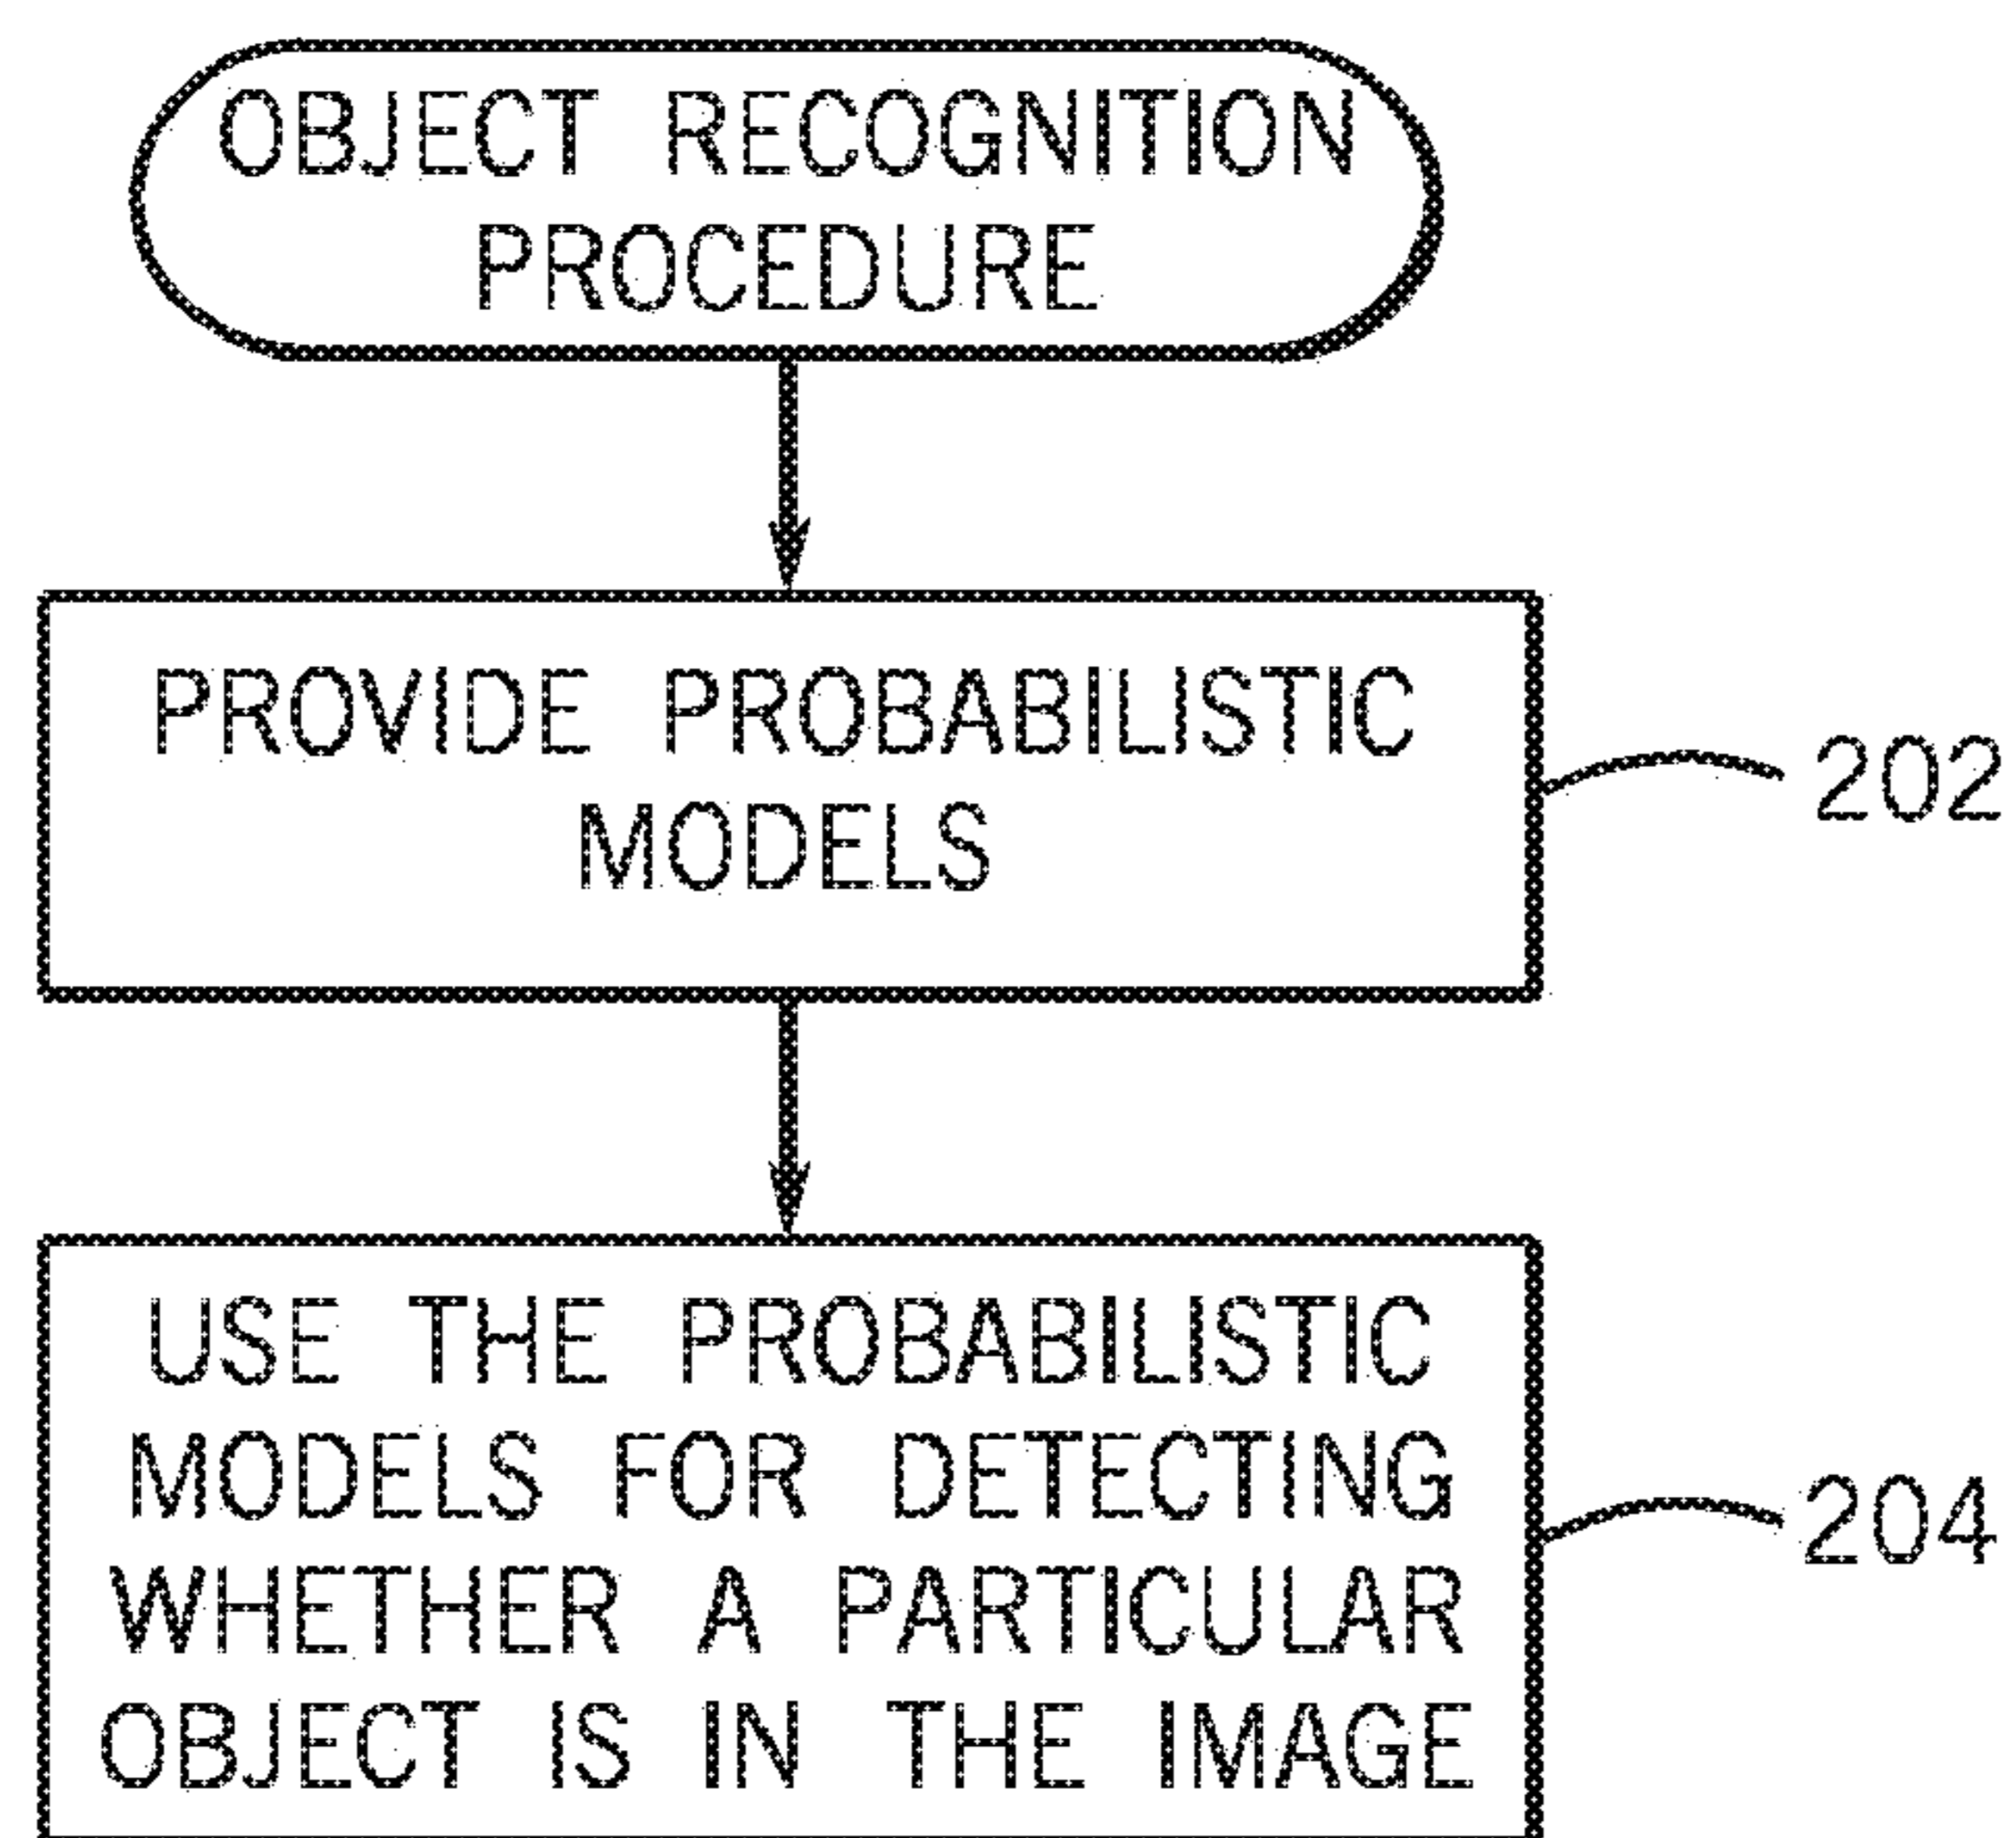 OBJECT RECOGNITION
PROCEDURE
PROVIDE PROBABILISTIC
MODELS
202
USE THE PROBABILISTIC
MODELS FOR DETECTING
WHETHER A PARTICULAR
OBJECT IS IN THE IMAGE
204